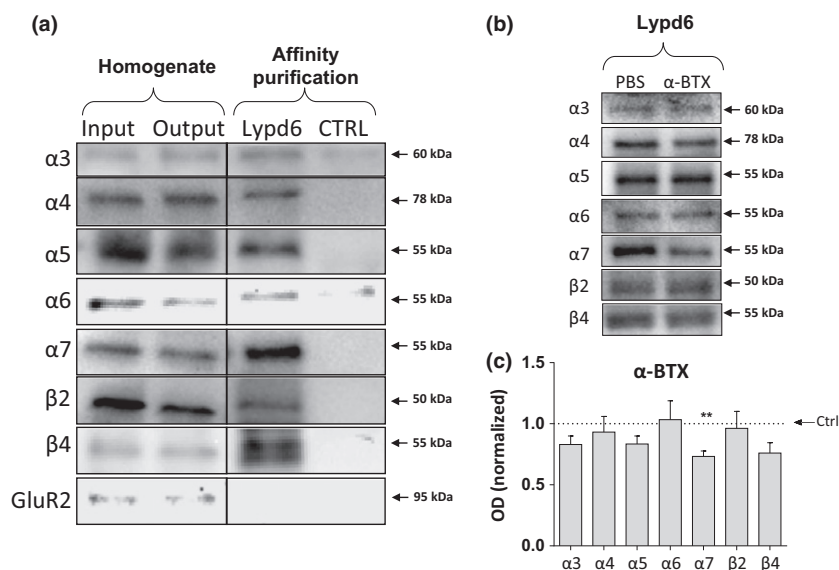 (a)
Homogenate
Affinity
purification
Input Output Lypd6 CTRL
α3 ← 60 kDa
α4 ← 78 kDa
α5 ← 55 kDa
α6 ← 55 kDa
α7 ← 55 kDa
β2 ← 50 kDa
β4 ← 55 kDa
GluR2 ← 95 kDa
(b)
Lypd6
PBS α-BTX
α3 ← 60 kDa
α4 ← 78 kDa
α5 ← 55 kDa
α6 ← 55 kDa
α7 ← 55 kDa
β2 ← 50 kDa
β4 ← 55 kDa
(c)
α-BTX
OD (normalized)
1.5
1.0
0.5
0.0
**
← Ctrl
α3 α4 α5 α6 α7 β2 β4